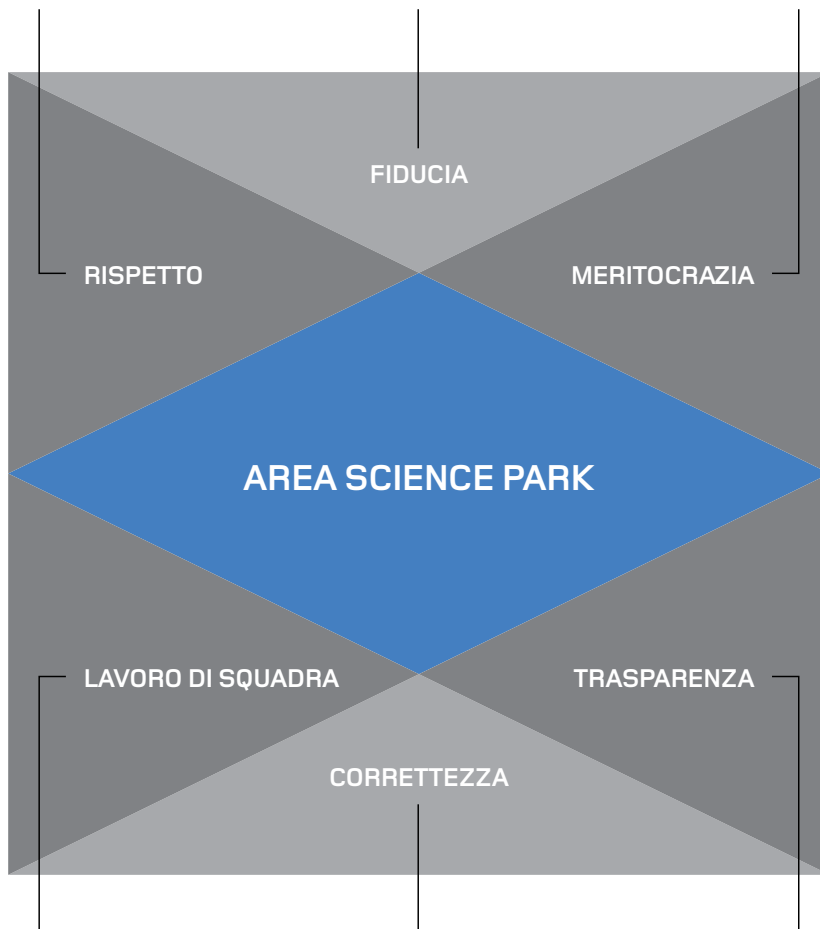 FIDUCIA
RISPETTO
MERITOCRAZIA
AREA SCIENCE PARK
LAVORO DI SQUADRA
TRASPARENZA
CORRETTEZZA